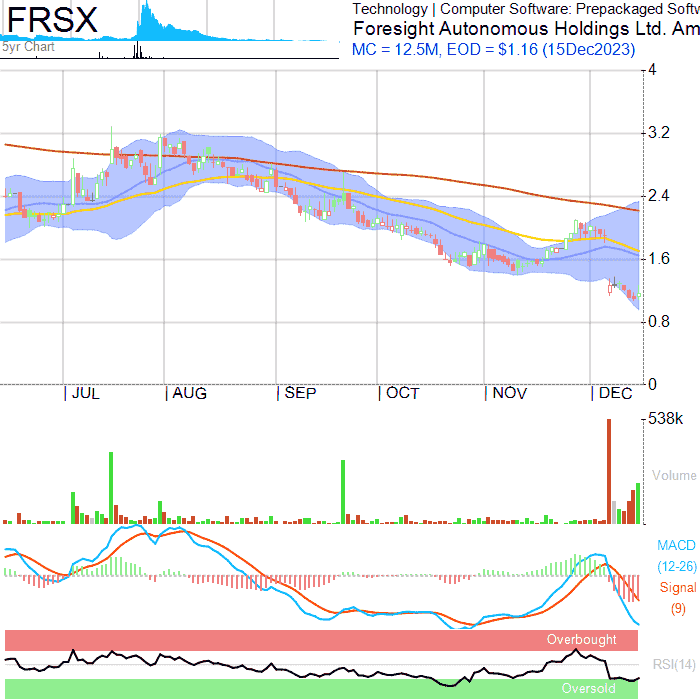 FRSX
5yr Chart
Technology | Computer Software: Prepackaged Softw
Foresight Autonomous Holdings Ltd. Am
MC = 12.5M, EOD = $1.16 (15Dec2023)
4
3.2
2.4
1.6
0.8
0
JUL AUG SEP OCT NOV DEC
538k
Volume
MACD
(12-26)
Signal
(9)
Overbought
RSI(14)
Oversold